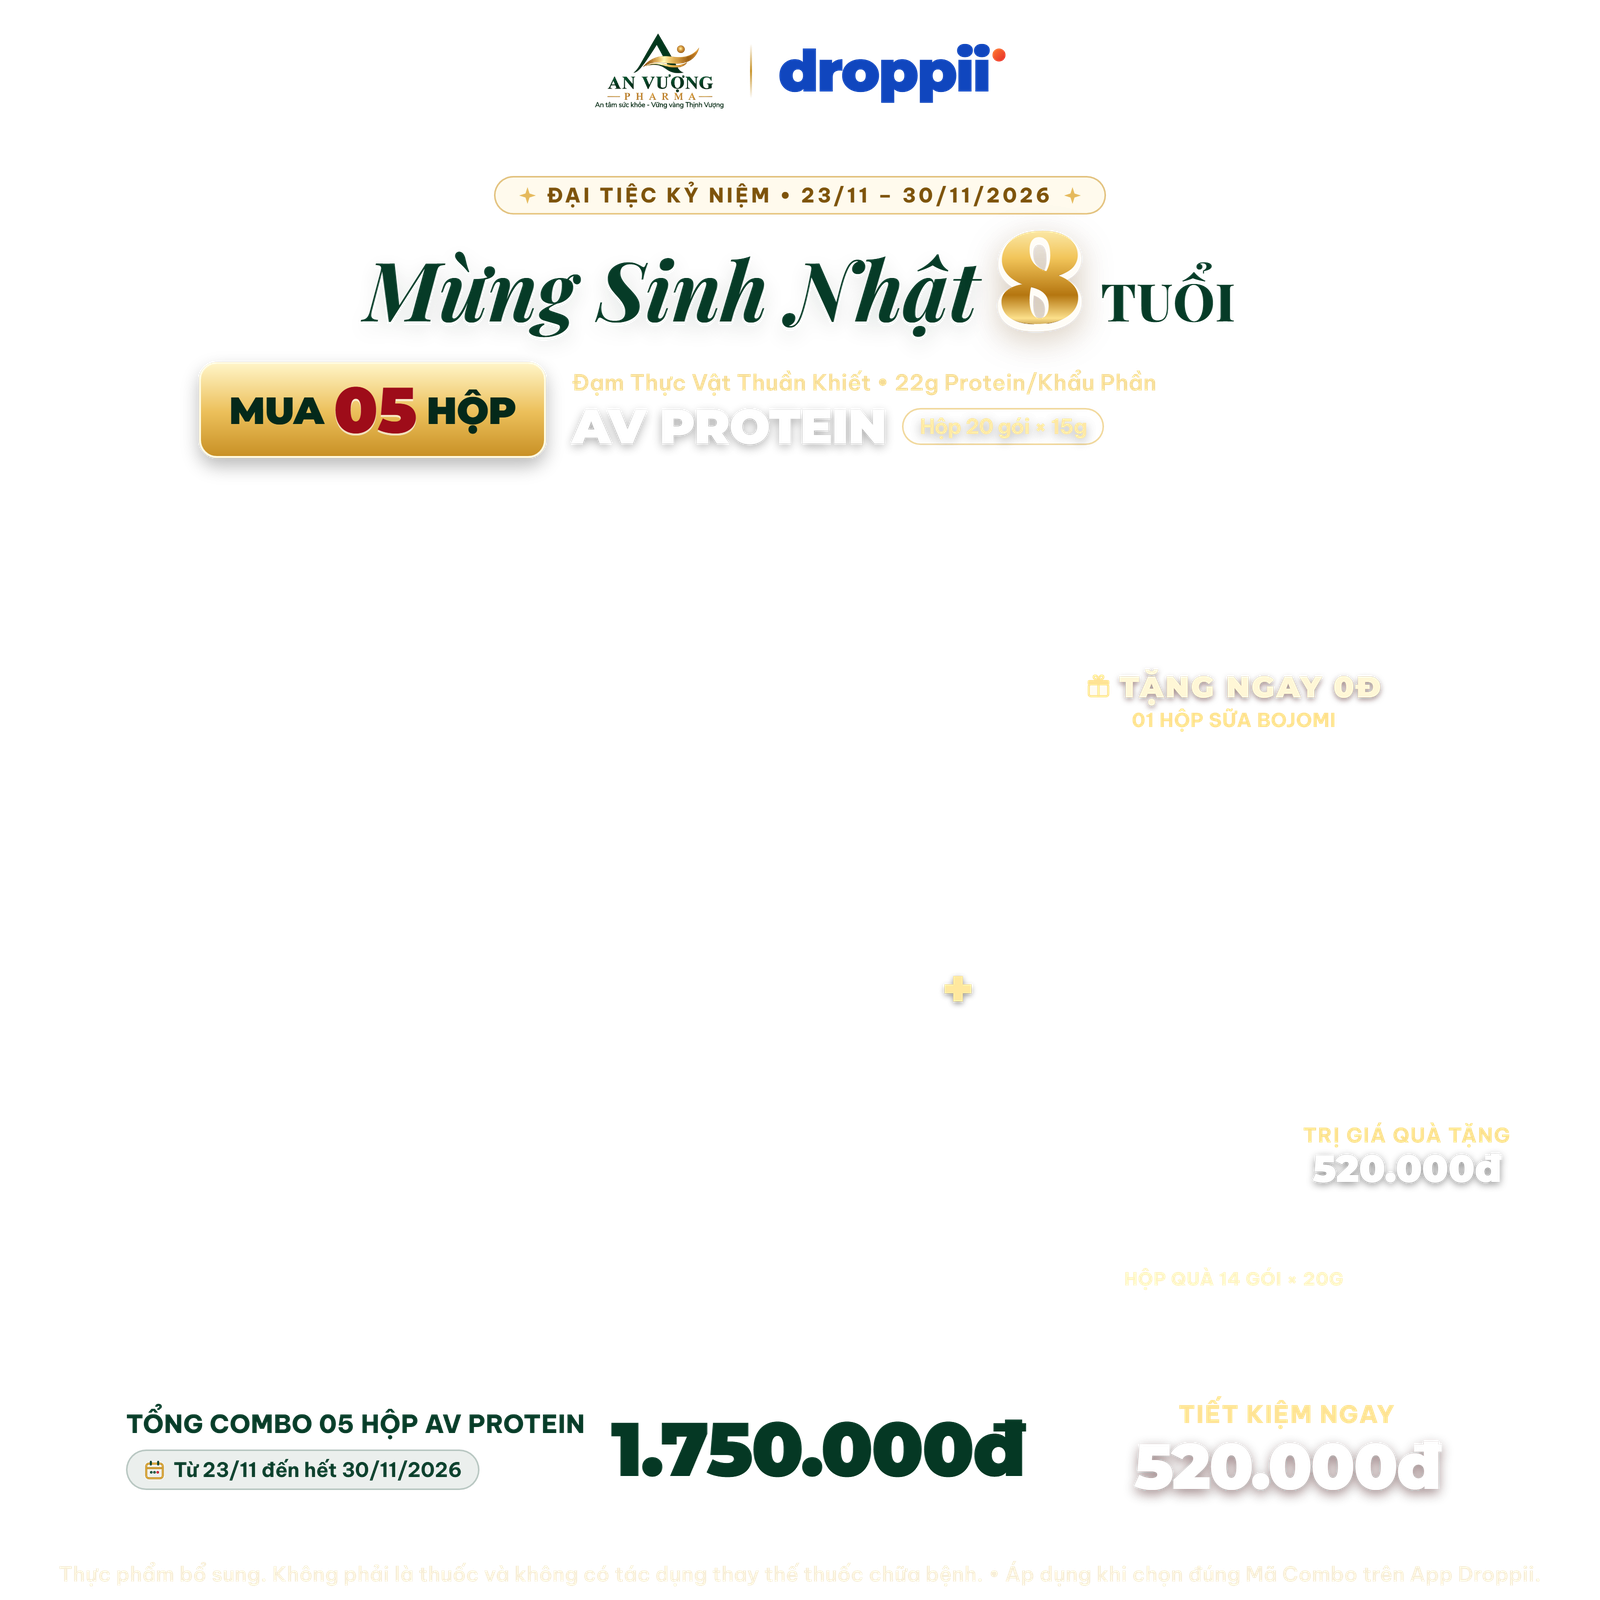 AN VƯỢNG
PHARMA
An tâm sức khỏe - Vững vàng Thịnh Vượng
droppii
ĐẠI TIỆC KỶ NIỆM • 23/11 – 30/11/2026
Mừng Sinh Nhật 8 TUỔI
MUA 05 HỘP
Đạm Thực Vật Thuần Khiết • 22g Protein/Khẩu Phần
AV PROTEIN
Hộp 20 gói × 15g
TẶNG NGAY 0Đ
01 HỘP SỮA BOJOMI
+
TRỊ GIÁ QUÀ TẶNG
520.000đ
HỘP QUÀ 14 GÓI × 20G
TỔNG COMBO 05 HỘP AV PROTEIN
Từ 23/11 đến hết 30/11/2026
1.750.000đ
TIẾT KIỆM NGAY
520.000đ
Thực phẩm bổ sung. Không phải là thuốc và không có tác dụng thay thế thuốc chữa bệnh. • Áp dụng khi chọn đúng Mã Combo trên App Droppii.